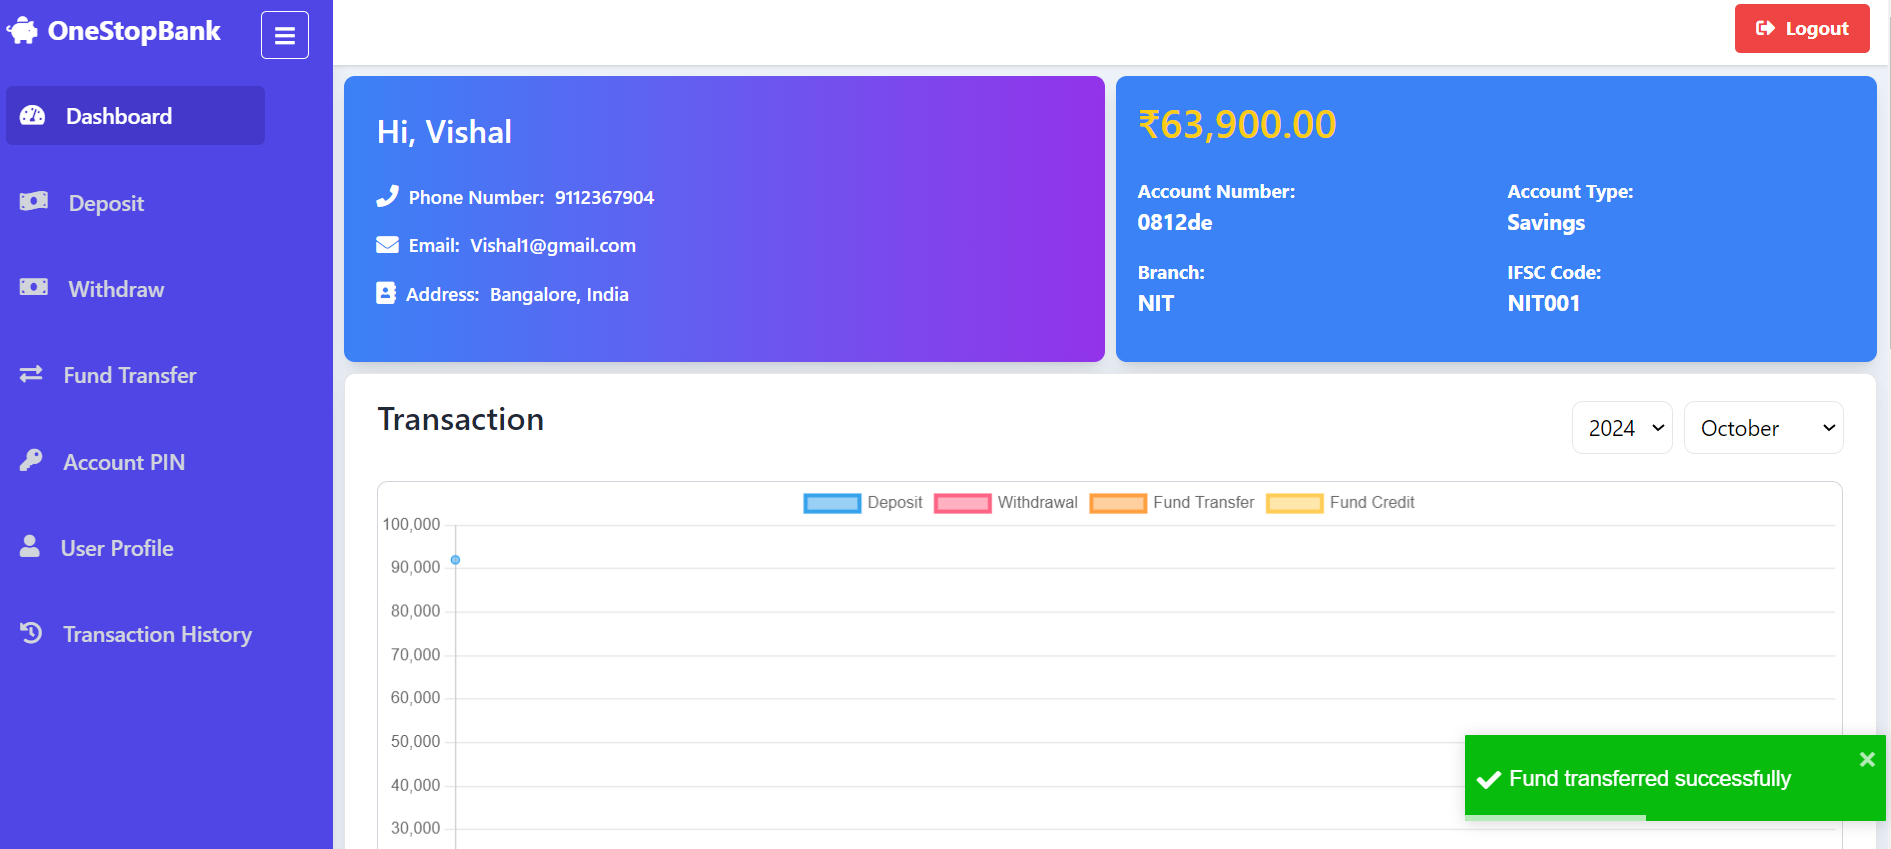 OneStopBank
Logout
Dashboard
Deposit
Withdraw
Fund Transfer
Account PIN
User Profile
Transaction History
Hi, Vishal
Phone Number: 9112367904
Email: Vishal1@gmail.com
Address: Bangalore, India
₹63,900.00
Account Number:
0812de
Account Type:
Savings
Branch:
NIT
IFSC Code:
NIT001
Transaction
2024
October
Deposit Withdrawal Fund Transfer Fund Credit
100,000
90,000
80,000
70,000
60,000
50,000
40,000
30,000
Fund transferred successfully